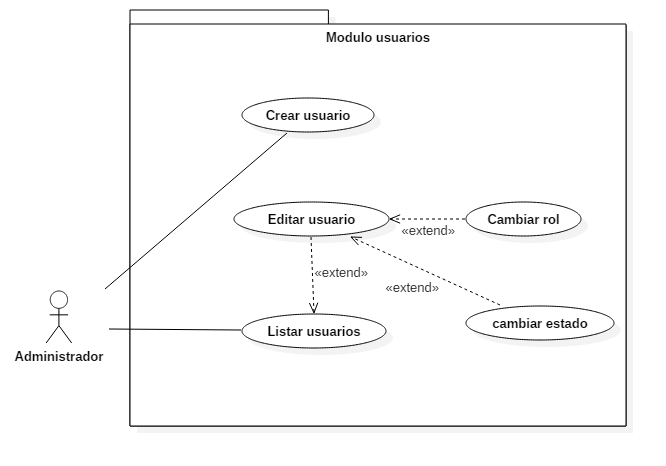 Modulo usuarios
Crear usuario
Editar usuario
Cambiar rol
«extend»
«extend»
«extend»
Listar usuarios
cambiar estado
Administrador